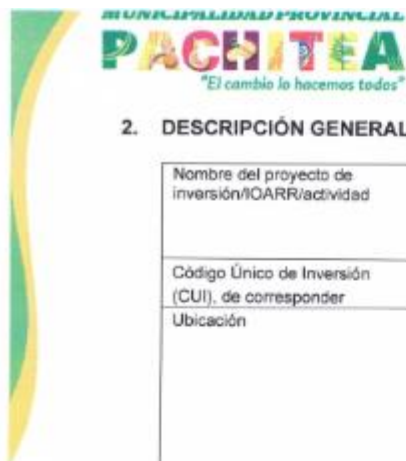 MUNICIPALIDAD PROVINCIAL
PACHITEA
"El cambio lo hacemos todos"
2. DESCRIPCIÓN GENERAL
Nombre del proyecto de
inversión/IOARR/actividad
Código Único de Inversión
(CUI), de corresponder
Ubicación